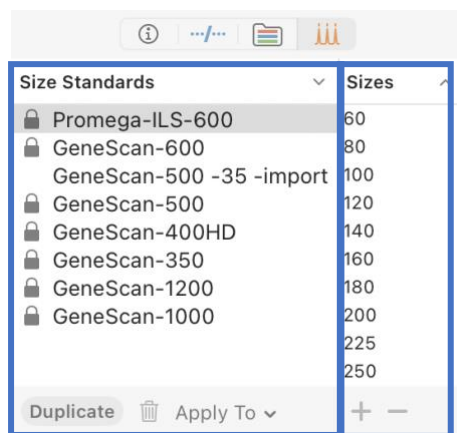 Size Standards
Promega-ILS-600
GeneScan-600
GeneScan-500 -35 -import
GeneScan-500
GeneScan-400HD
GeneScan-350
GeneScan-1200
GeneScan-1000
Duplicate Apply To
Sizes
60
80
100
120
140
160
180
200
225
250